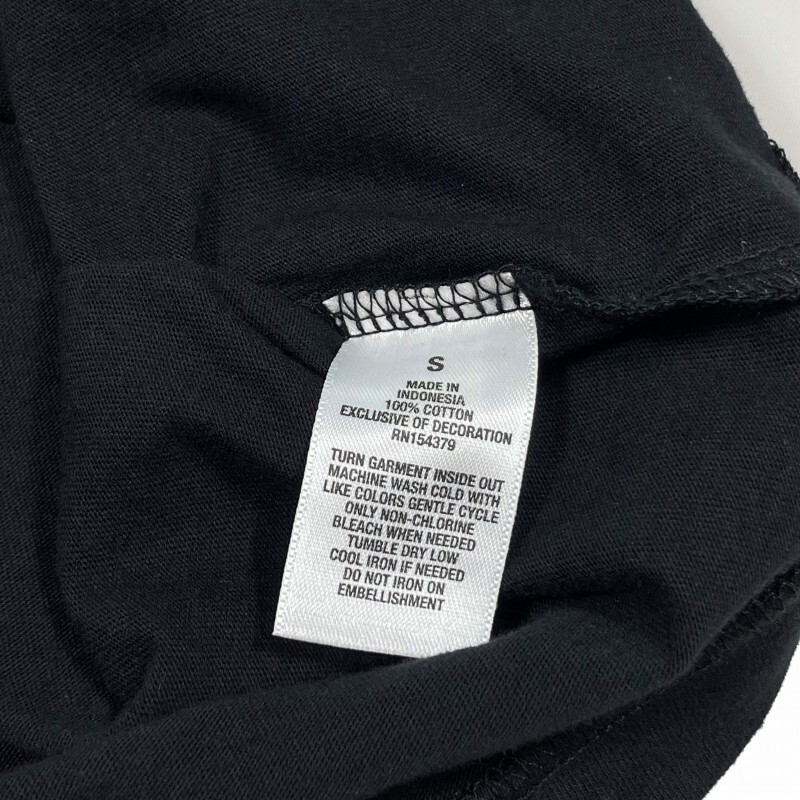 S
MADE IN
INDONESIA
100% COTTON
EXCLUSIVE OF DECORATION
RN154379
TURN GARMENT INSIDE OUT
MACHINE WASH COLD WITH
LIKE COLORS GENTLE CYCLE
ONLY NON-CHLORINE
BLEACH WHEN NEEDED
TUMBLE DRY LOW
COOL IRON IF NEEDED
DO NOT IRON ON
EMBELLISHMENT